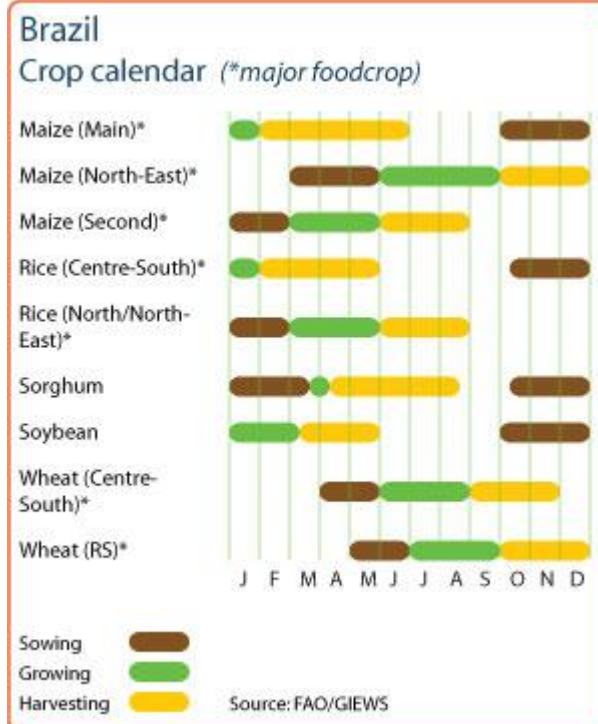 Brazil
Crop calendar (*major foodcrop)
Maize (Main)*
Maize (North-East)*
Maize (Second)*
Rice (Centre-South)*
Rice (North/North-
East)*
Sorghum
Soybean
Wheat (Centre-
South)*
Wheat (RS)*
J F M A M J J A S O N D
Sowing
Growing
Harvesting
Source: FAO/GIEWS